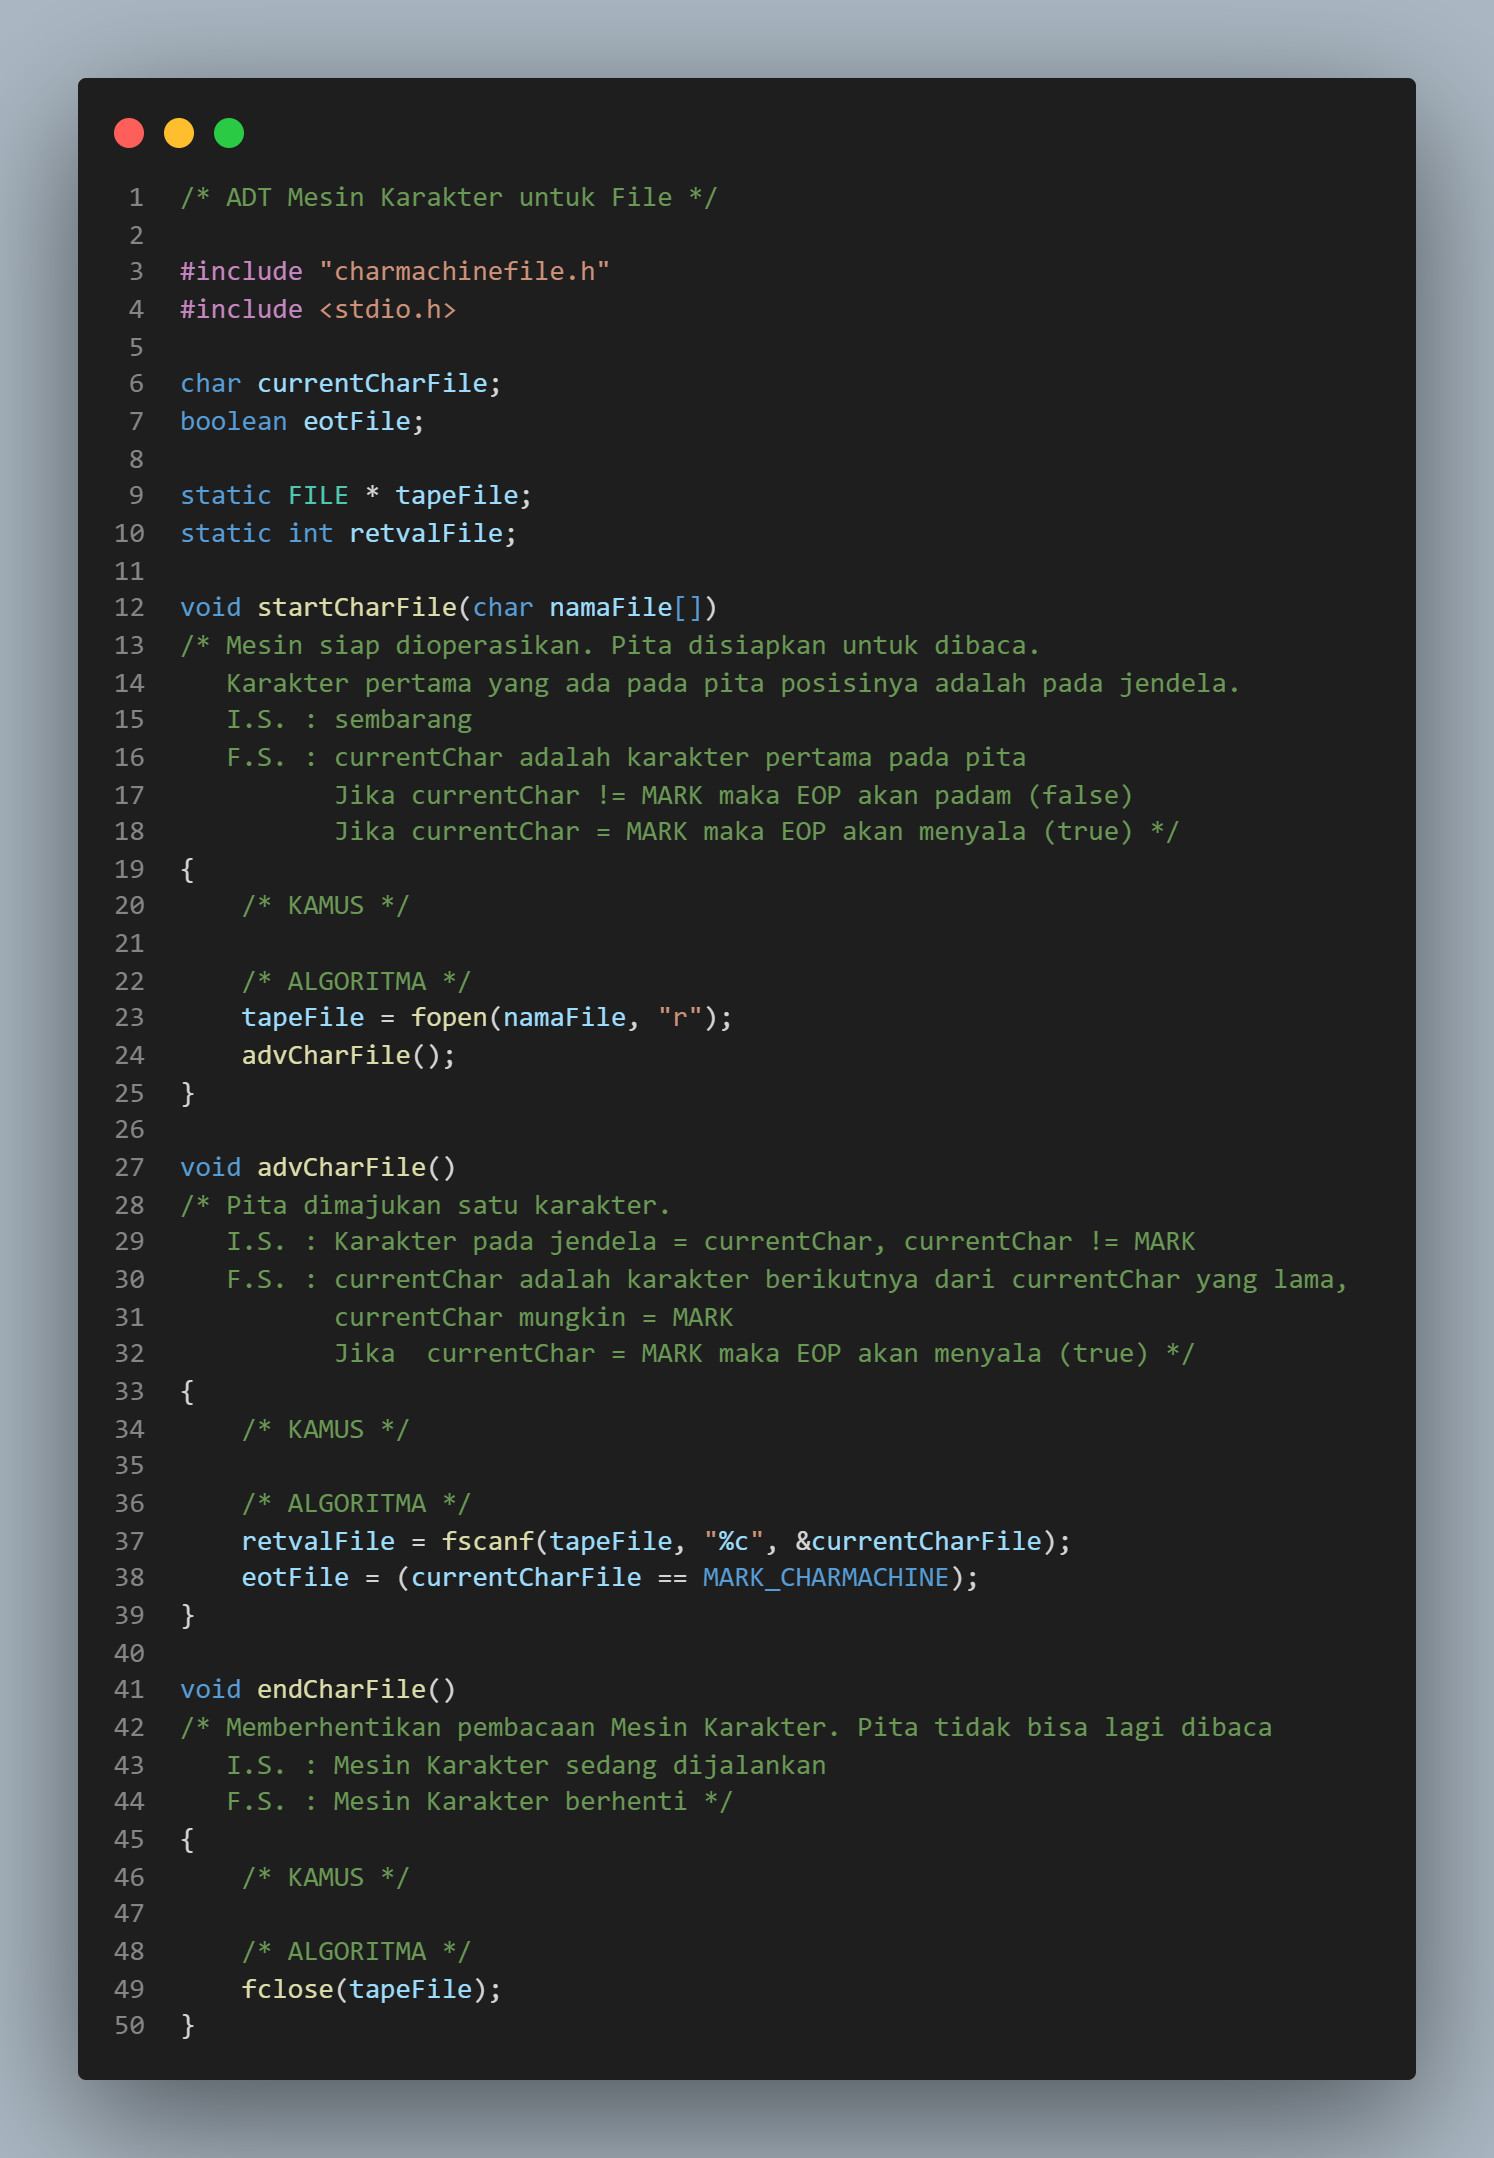 1 /* ADT Mesin Karakter untuk File */
2
3 #include "charmachinefile.h"
4 #include <stdio.h>
5
6 char currentCharFile;
7 boolean eotFile;
8
9 static FILE * tapeFile;
10 static int retvalFile;
11
12 void startCharFile(char namaFile[])
13 /* Mesin siap dioperasikan. Pita disiapkan untuk dibaca.
14    Karakter pertama yang ada pada pita posisinya adalah pada jendela.
15    I.S. : sembarang
16    F.S. : currentChar adalah karakter pertama pada pita
17           Jika currentChar != MARK maka EOP akan padam (false)
18           Jika currentChar = MARK maka EOP akan menyala (true) */
19 {
20     /* KAMUS */
21
22     /* ALGORITMA */
23     tapeFile = fopen(namaFile, "r");
24     advCharFile();
25 }
26
27 void advCharFile()
28 /* Pita dimajukan satu karakter.
29    I.S. : Karakter pada jendela = currentChar, currentChar != MARK
30    F.S. : currentChar adalah karakter berikutnya dari currentChar yang lama,
31           currentChar mungkin = MARK
32           Jika  currentChar = MARK maka EOP akan menyala (true) */
33 {
34     /* KAMUS */
35
36     /* ALGORITMA */
37     retvalFile = fscanf(tapeFile, "%c", &currentCharFile);
38     eotFile = (currentCharFile == MARK_CHARMACHINE);
39 }
40
41 void endCharFile()
42 /* Memberhentikan pembacaan Mesin Karakter. Pita tidak bisa lagi dibaca
43    I.S. : Mesin Karakter sedang dijalankan
44    F.S. : Mesin Karakter berhenti */
45 {
46     /* KAMUS */
47
48     /* ALGORITMA */
49     fclose(tapeFile);
50 }